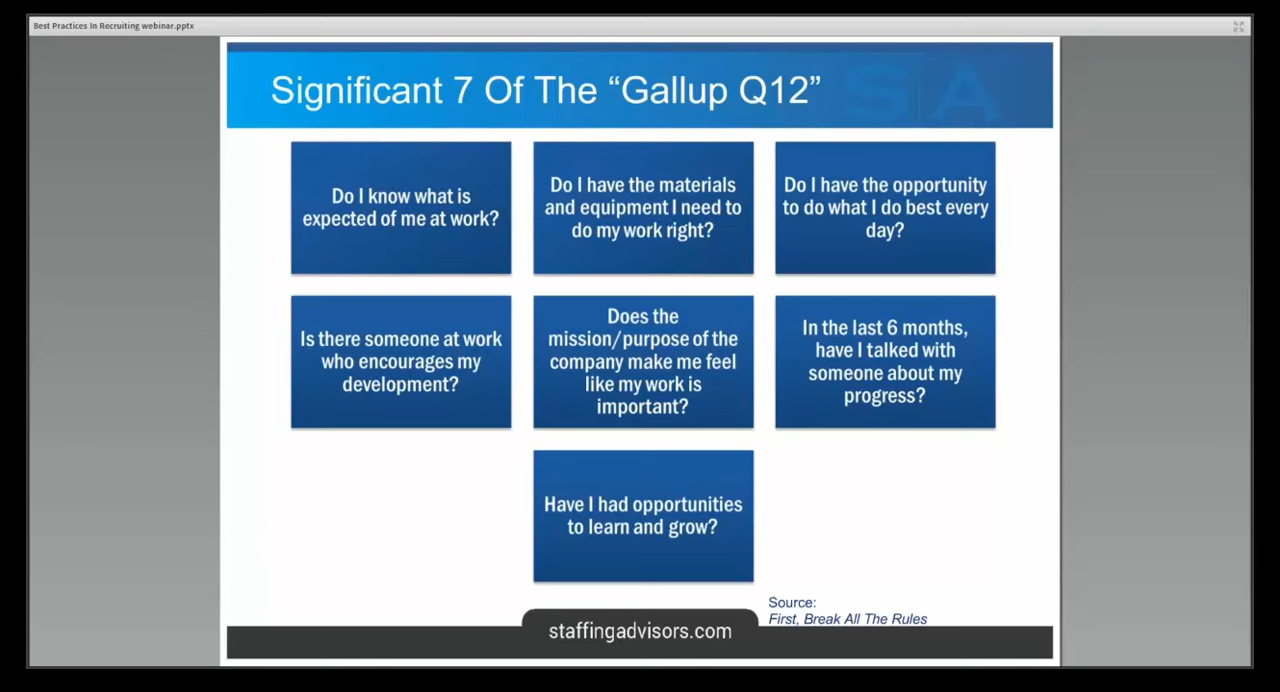 Best Practices In Recruiting webinar.pptx
Significant 7 Of The “Gallup Q12”
SA
Do I know what is
expected of me at work?
Do I have the materials
and equipment I need to
do my work right?
Do I have the opportunity
to do what I do best every
day?
Is there someone at work
who encourages my
development?
Does the
mission/purpose of the
company make me feel
like my work is
important?
In the last 6 months,
have I talked with
someone about my
progress?
Have I had opportunities
to learn and grow?
Source:
First, Break All The Rules
staffingadvisors.com